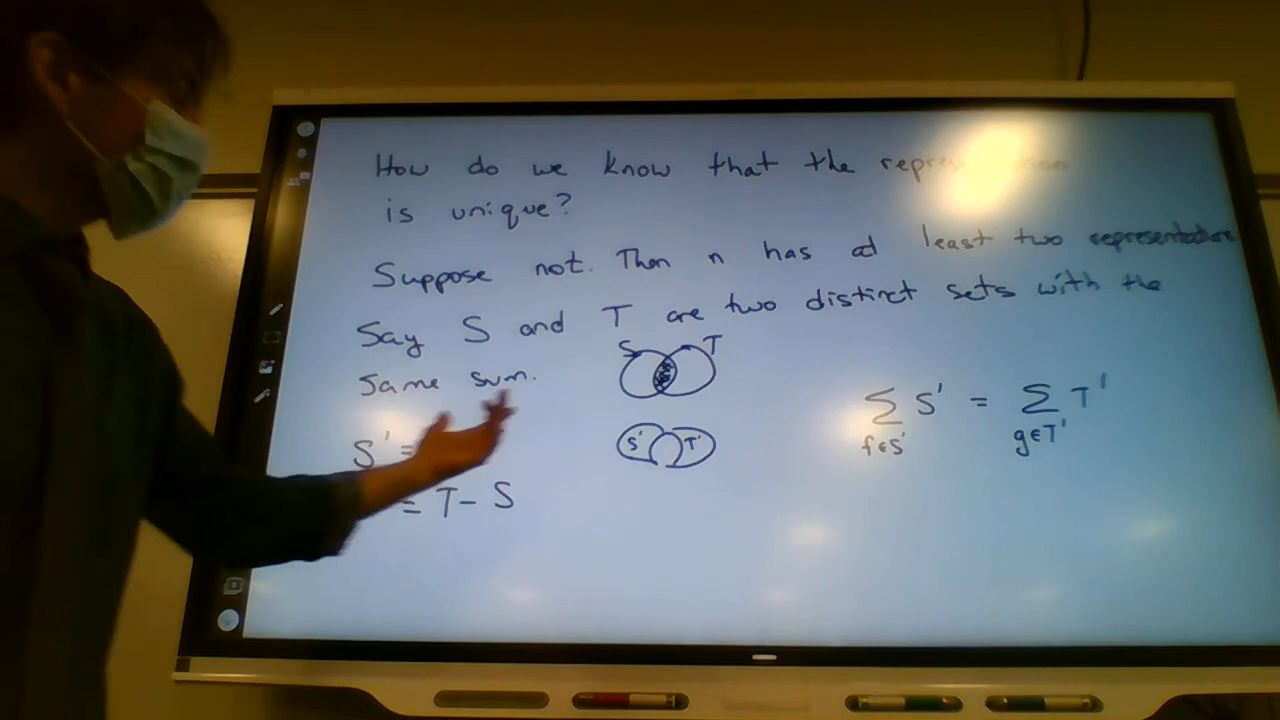 How do we know that the
is unique?
Suppose not. Then n has at least two representation
Say S and T are two distinct sets with the
Same sum.
S T
S' T'
S' =
= T - S
∑ S' = ∑ T'
f∈S' g∈T'